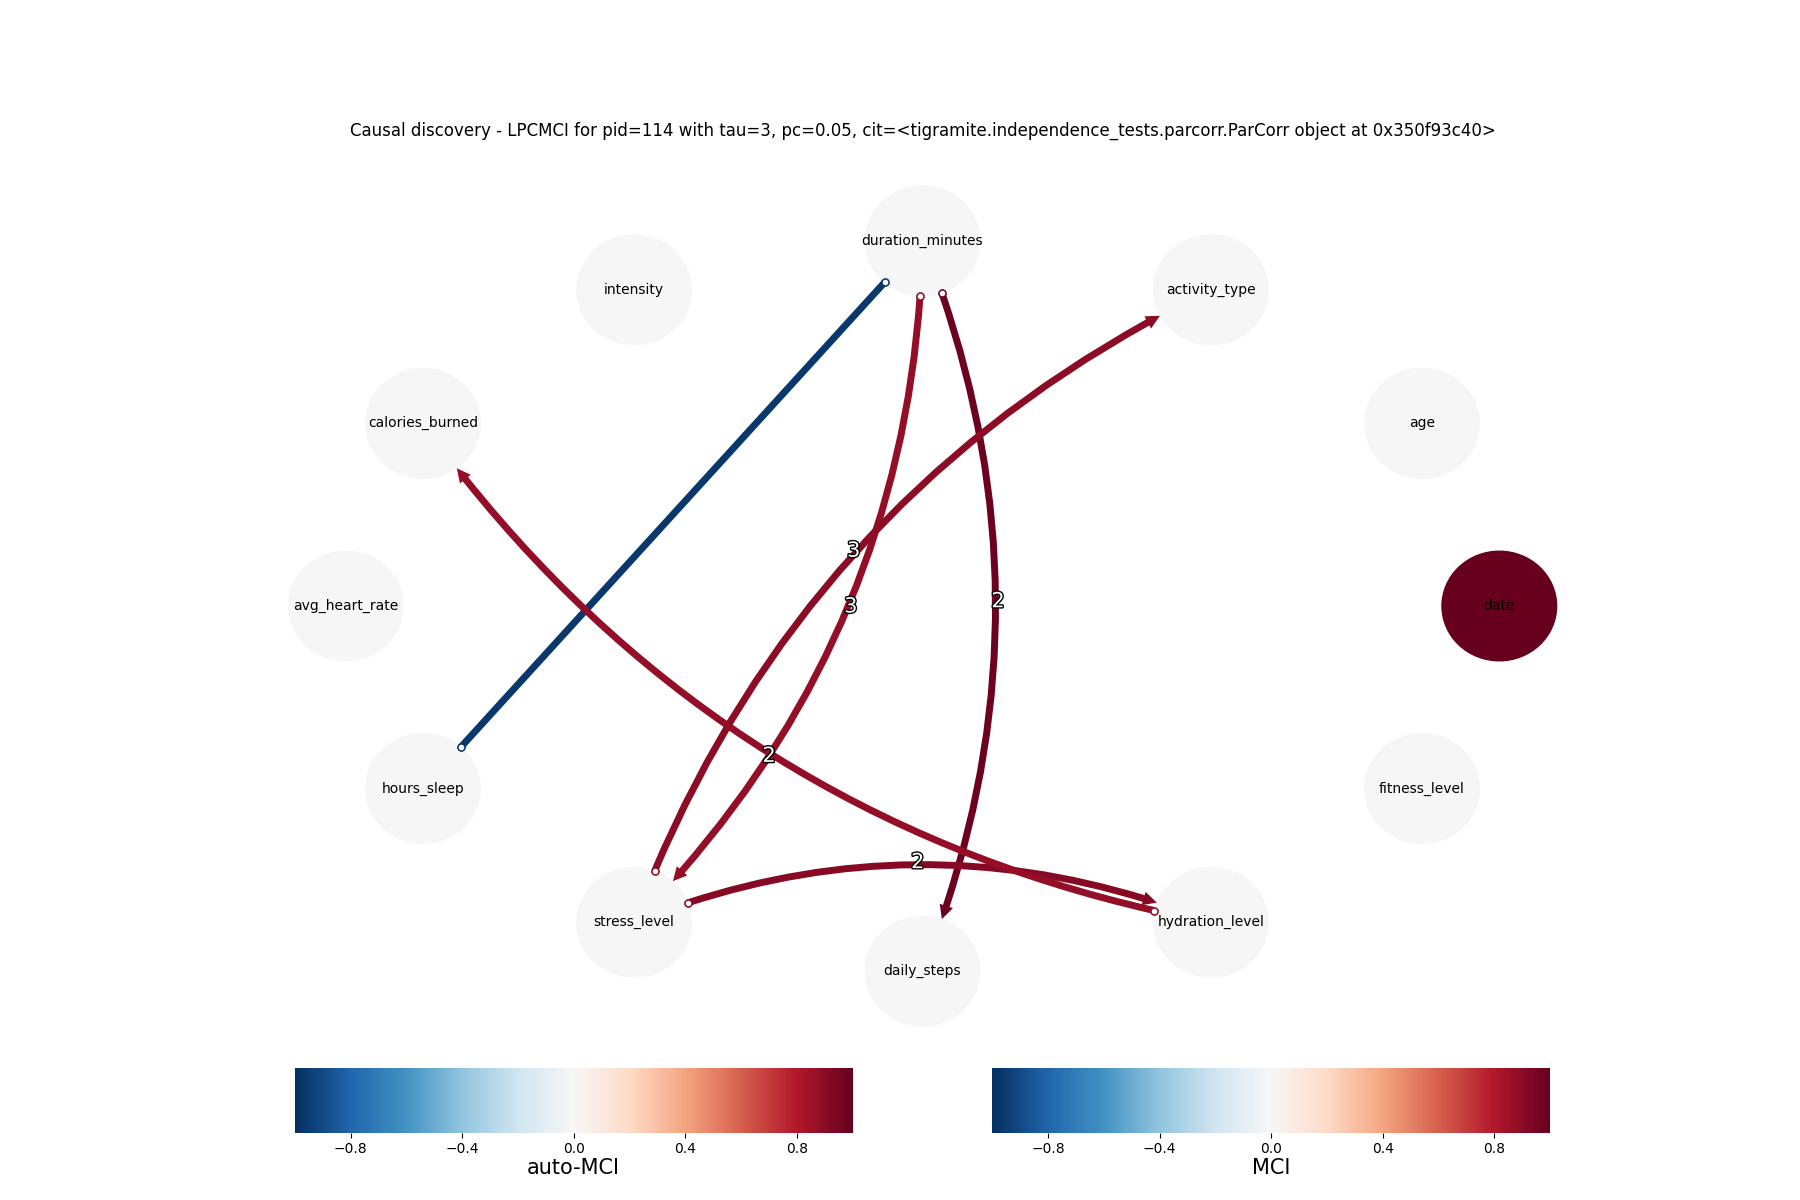 Causal discovery - LPCMCI for pid=114 with tau=3, pc=0.05, cit=<tigramite.independence_tests.parcorr.ParCorr object at 0x350f93c40>
duration_minutes
intensity
activity_type
calories_burned
age
3
2
3
avg_heart_rate
date
2
hours_sleep
fitness_level
2
stress_level
hydration_level
daily_steps
−0.8 −0.4 0.0 0.4 0.8
auto-MCI
−0.8 −0.4 0.0 0.4 0.8
MCI